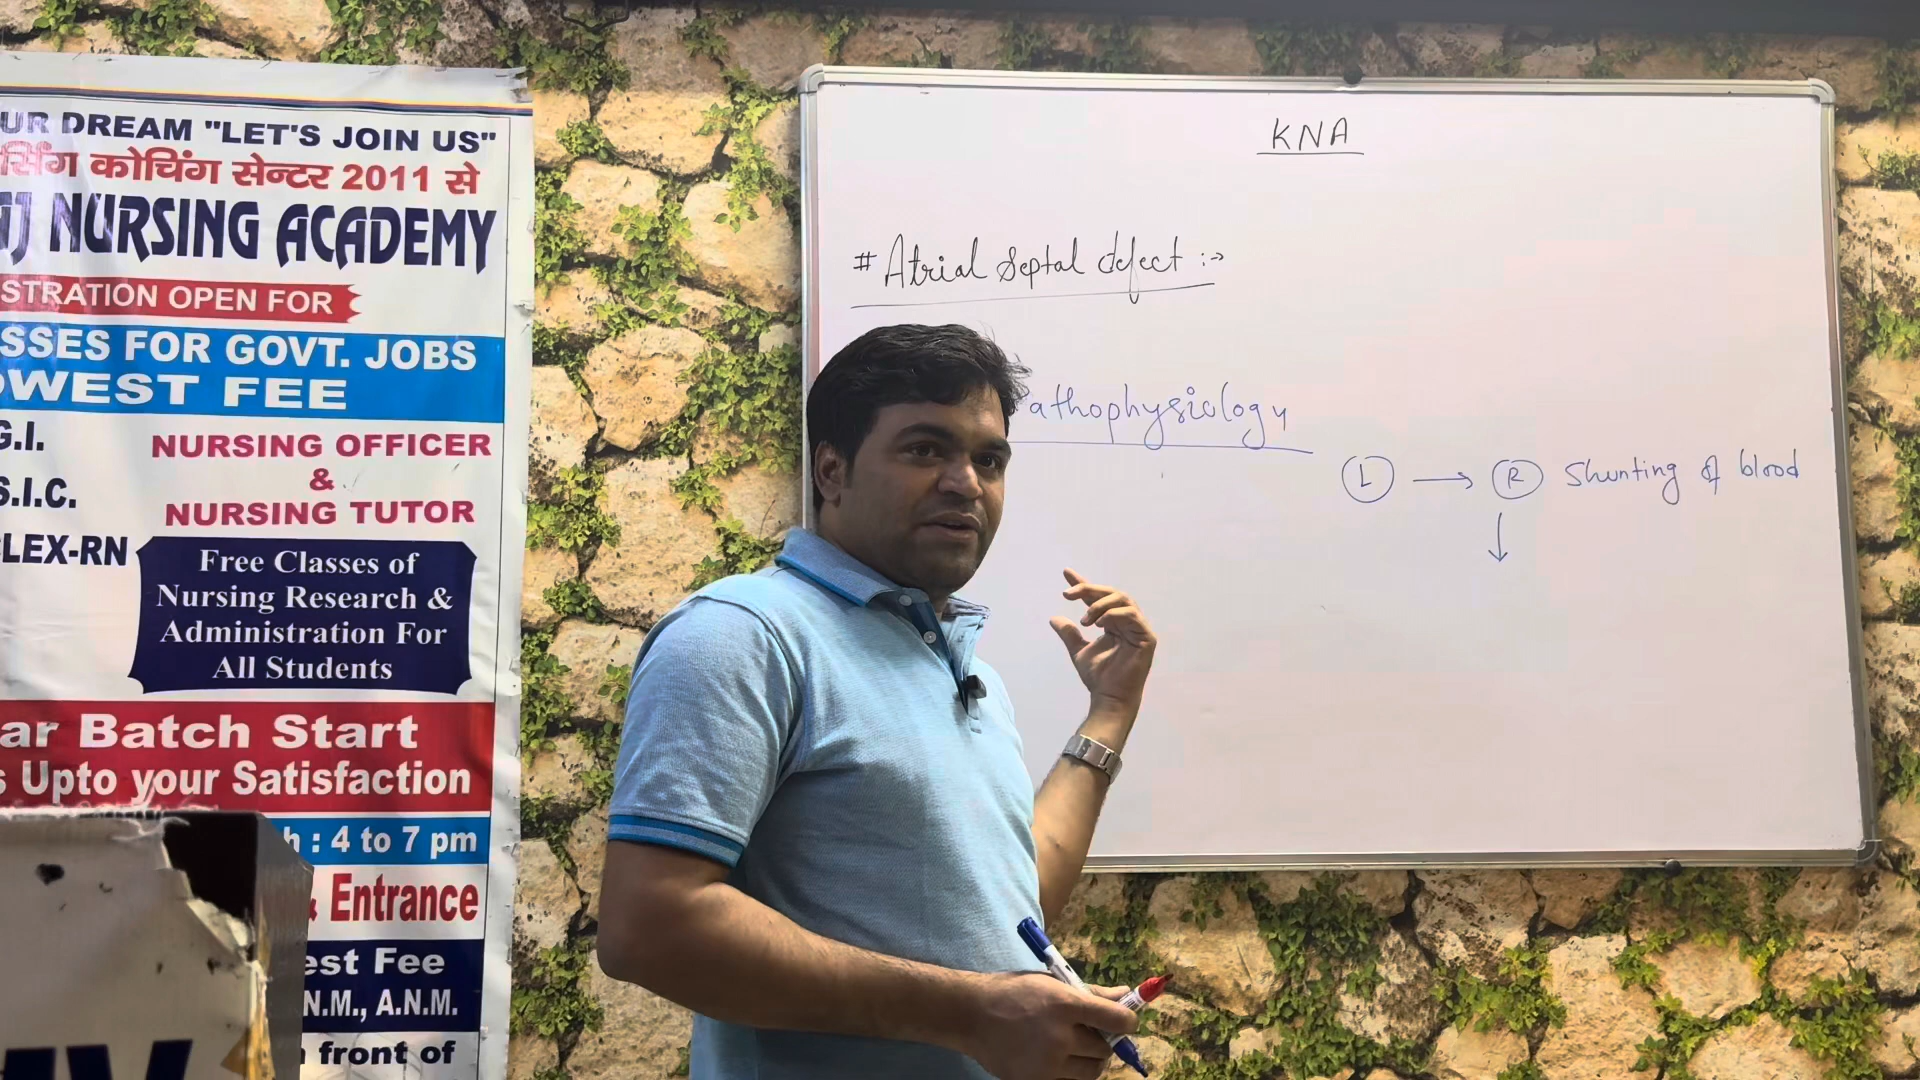 UR DREAM "LET'S JOIN US"
कोचिंग सेन्टर 2011 से
NURSING ACADEMY
STRATION OPEN FOR
SSES FOR GOVT. JOBS
OWEST FEE
G.I.
S.I.C.
LEX-RN
NURSING OFFICER
&
NURSING TUTOR
Free Classes of
Nursing Research &
Administration For
All Students
ar Batch Start
s Upto your Satisfaction
h : 4 to 7 pm
& Entrance
est Fee
N.M., A.N.M.
front of
KNA
# Atrial Septal defect :→
athophysiology
L → R Shunting of blood
↓